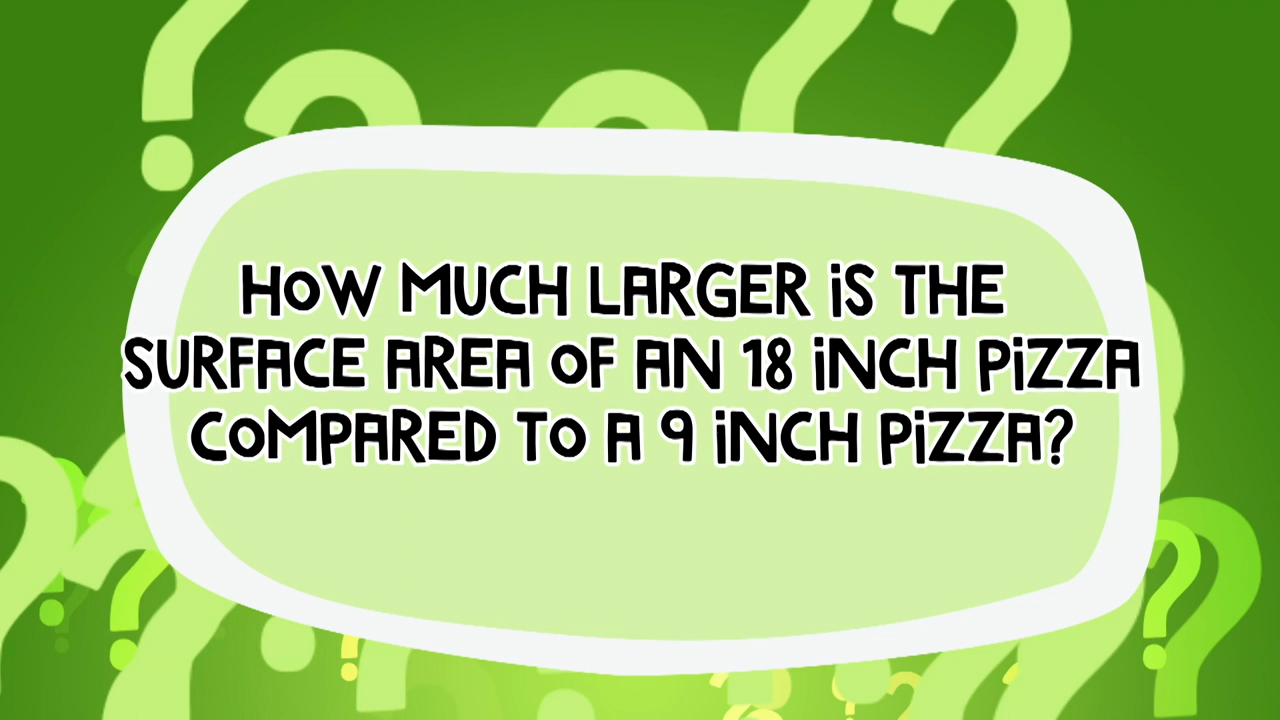 HOW MUCH LARGER iS THE
SURFACE AREA OF AN 18 iNCH PiZZA
COMPARED TO A 9 iNCH PiZZA?